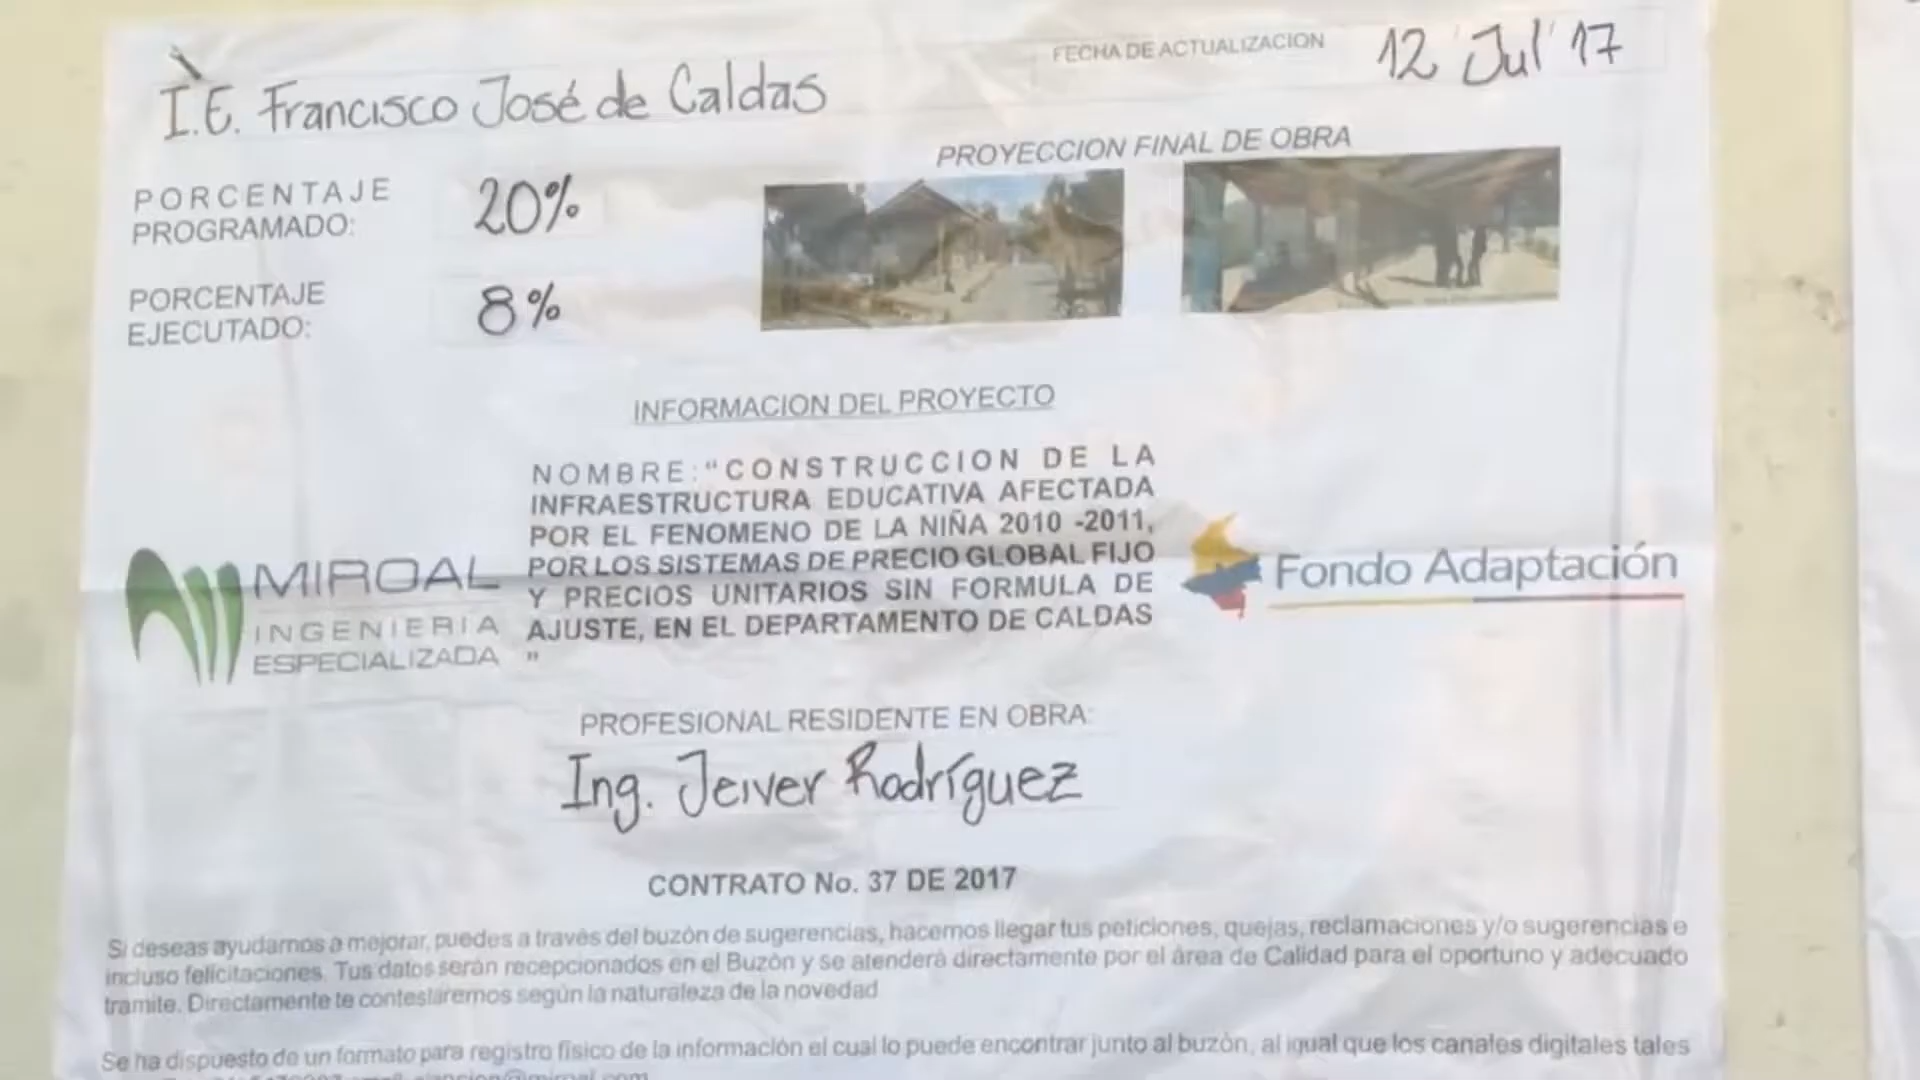 I.E. Francisco José de Caldas
FECHA DE ACTUALIZACION 12 Jul' 17
PORCENTAJE
PROGRAMADO: 20%
PORCENTAJE
EJECUTADO: 8%
PROYECCION FINAL DE OBRA
INFORMACION DEL PROYECTO
NOMBRE:"CONSTRUCCION DE LA
INFRAESTRUCTURA EDUCATIVA AFECTADA
POR EL FENOMENO DE LA NIÑA 2010 -2011,
POR LOS SISTEMAS DE PRECIO GLOBAL FIJO
Y PRECIOS UNITARIOS SIN FORMULA DE
AJUSTE, EN EL DEPARTAMENTO DE CALDAS
"
MIROAL
INGENIERIA
ESPECIALIZADA
Fondo Adaptación
PROFESIONAL RESIDENTE EN OBRA:
Ing. Jeiver Rodríguez
CONTRATO No. 37 DE 2017
Si deseas ayudarnos a mejorar, puedes a través del buzón de sugerencias, hacernos llegar tus peticiones, quejas, reclamaciones y/o sugerencias e
incluso felicitaciones. Tus datos serán recepcionados en el Buzón y se atenderá directamente por el área de Calidad para el oportuno y adecuado
tramite. Directamente te contestaremos según la naturaleza de la novedad
Se ha dispuesto de un formato para registro físico de la información el cual lo puede encontrar junto al buzón, al igual que los canales digitales tales